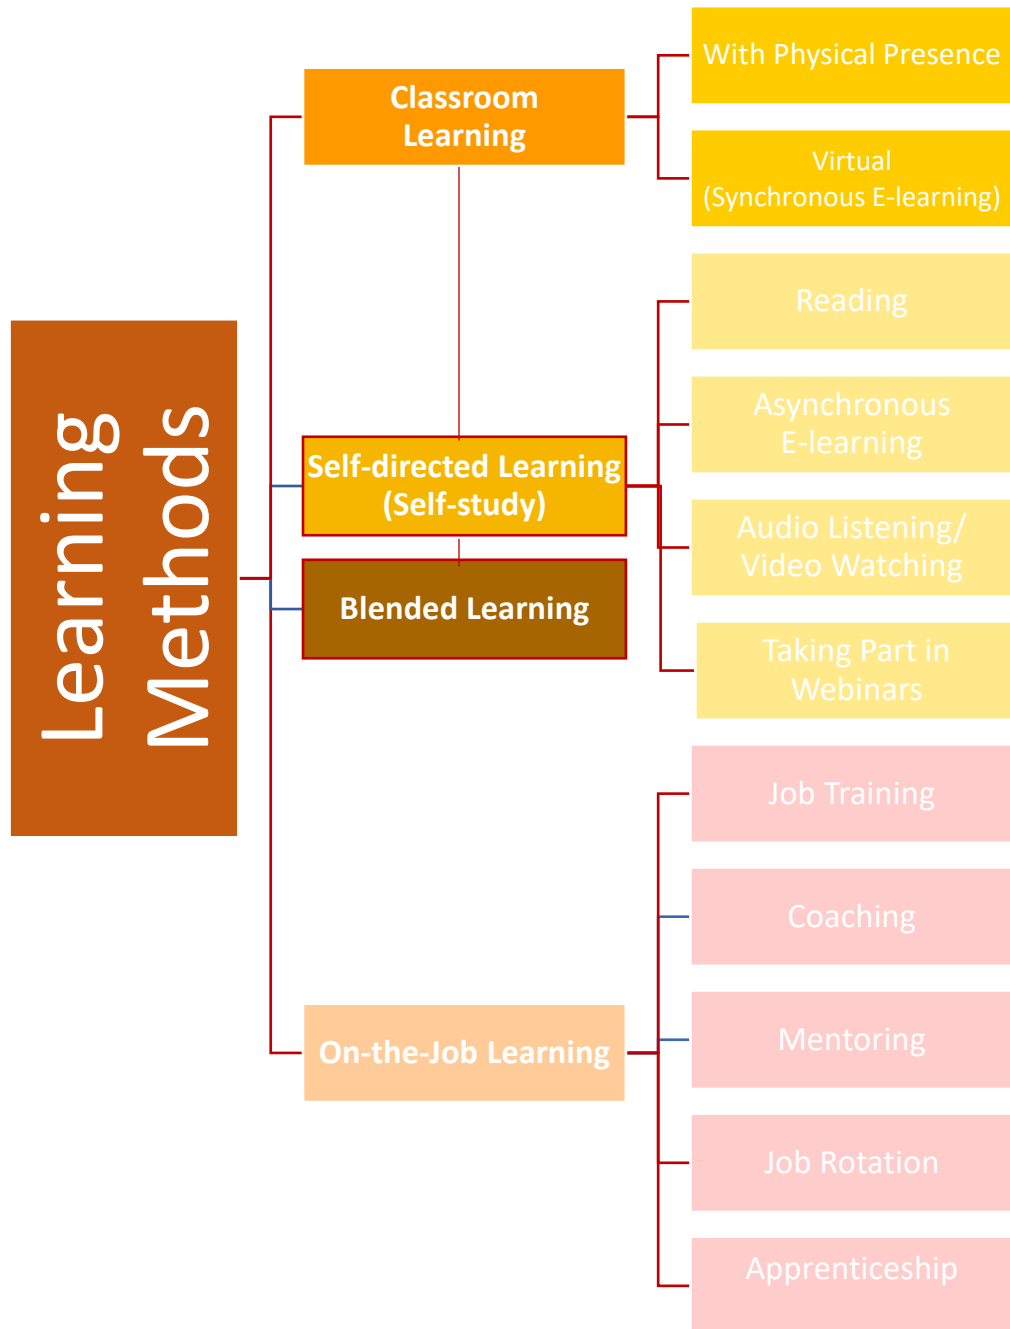 Learning
Methods
Classroom
Learning
With Physical Presence
Virtual
(Synchronous E-learning)
Self-directed Learning
(Self-study)
Reading
Asynchronous
E-learning
Audio Listening/
Video Watching
Taking Part in
Webinars
Blended Learning
On-the-Job Learning
Job Training
Coaching
Mentoring
Job Rotation
Apprenticeship